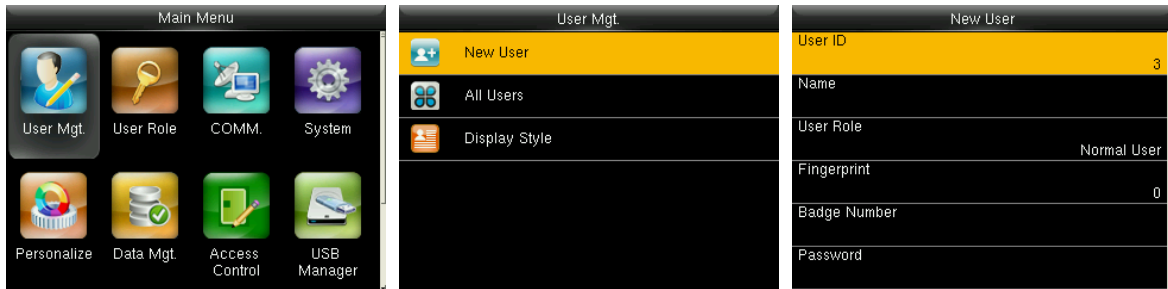 Main Menu
User Mgt.
User Role
COMM.
System
Personalize
Data Mgt.
Access
Control
USB
Manager
User Mgt.
New User
All Users
Display Style
New User
User ID
3
Name
User Role
Normal User
Fingerprint
0
Badge Number
Password